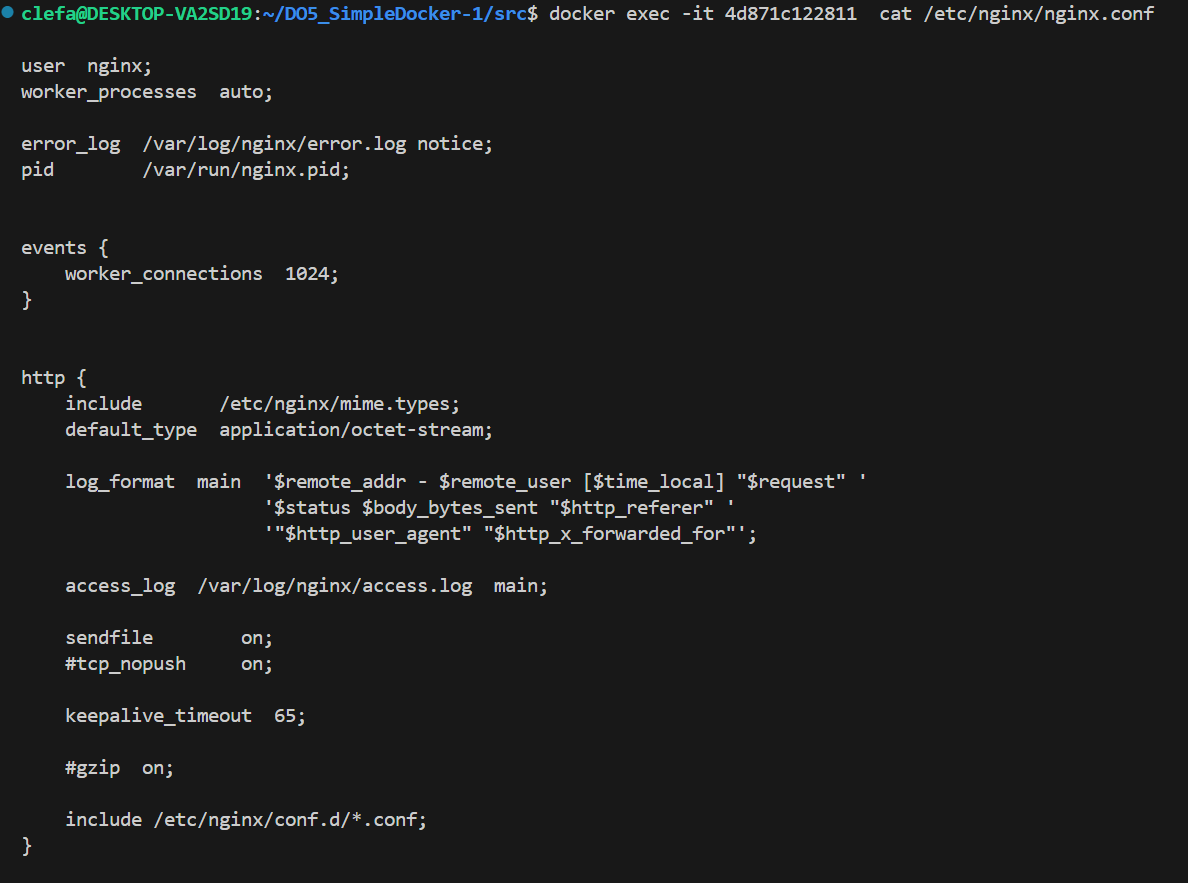 clefa@DESKTOP-VA2SD19:~/DO5_SimpleDocker-1/src$ docker exec -it 4d871c122811  cat /etc/nginx/nginx.conf

user  nginx;
worker_processes  auto;

error_log  /var/log/nginx/error.log notice;
pid        /var/run/nginx.pid;


events {
    worker_connections  1024;
}


http {
    include       /etc/nginx/mime.types;
    default_type  application/octet-stream;

    log_format  main  '$remote_addr - $remote_user [$time_local] "$request" '
                      '$status $body_bytes_sent "$http_referer" '
                      '"$http_user_agent" "$http_x_forwarded_for"';

    access_log  /var/log/nginx/access.log  main;

    sendfile        on;
    #tcp_nopush     on;

    keepalive_timeout  65;

    #gzip  on;

    include /etc/nginx/conf.d/*.conf;
}